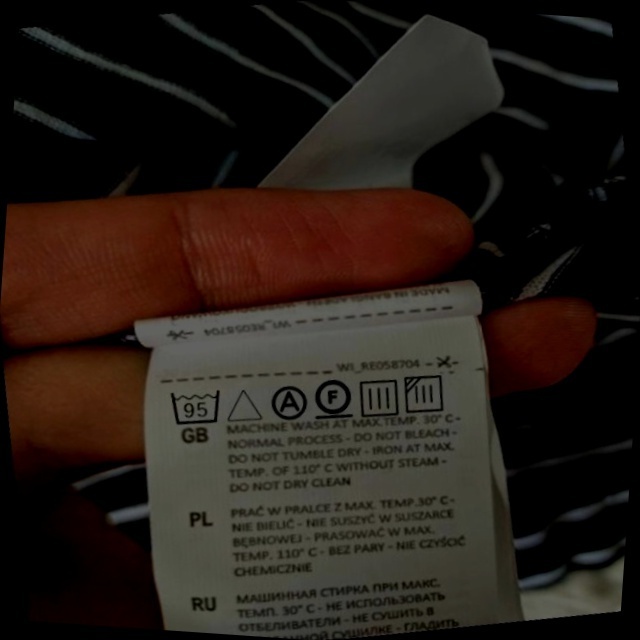 WI_RE058704
WI_RE058704
95 A F
GB MACHINE WASH AT MAX.TEMP. 30°C -
NORMAL PROCESS - DO NOT BLEACH -
DO NOT TUMBLE DRY - IRON AT MAX.
TEMP. OF 110°C WITHOUT STEAM -
DO NOT DRY CLEAN
PL PRAĆ W PRALCE Z MAX. TEMP. 30°C -
NIE BIELIĆ - NIE SUSZYĆ W SUSZARCE
BĘBNOWEJ - PRASOWAĆ W MAX.
TEMP. 110°C - BEZ PARY - NIE CZYŚCIĆ
CHEMICZNIE
RU МАШИННАЯ СТИРКА ПРИ МАКС.
ТЕМП. 30°С - НЕ ИСПОЛЬЗОВАТЬ
ОТБЕЛИВАТЕЛИ - НЕ СУШИТЬ В
СУШИЛКЕ - ГЛАДИТЬ